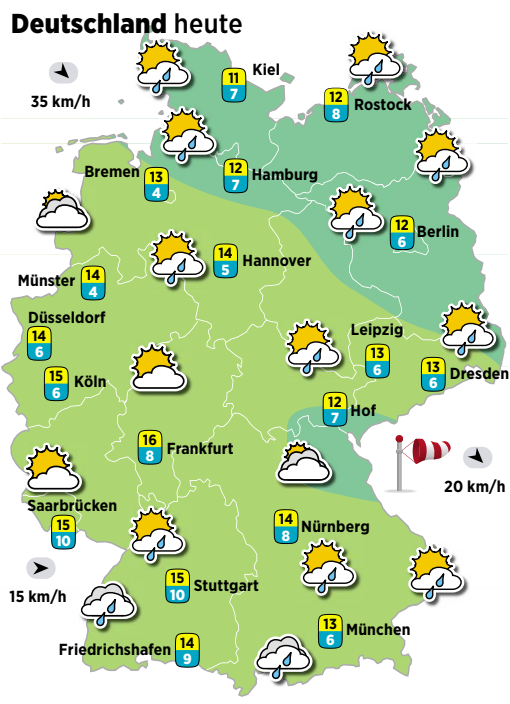 Deutschland heute
Kiel
11
7
35 km/h
12
8
Rostock
Bremen
13
4
12
7
Hamburg
12
6
Berlin
14
5
Hannover
Münster
14
4
Düsseldorf
14
6
Leipzig
13
6
15
6
Köln
13
6
Dresden
12
7
Hof
16
8
Frankfurt
20 km/h
Saarbrücken
15
10
14
8
Nürnberg
15 km/h
15
10
Stuttgart
13
6
München
Friedrichshafen
14
9